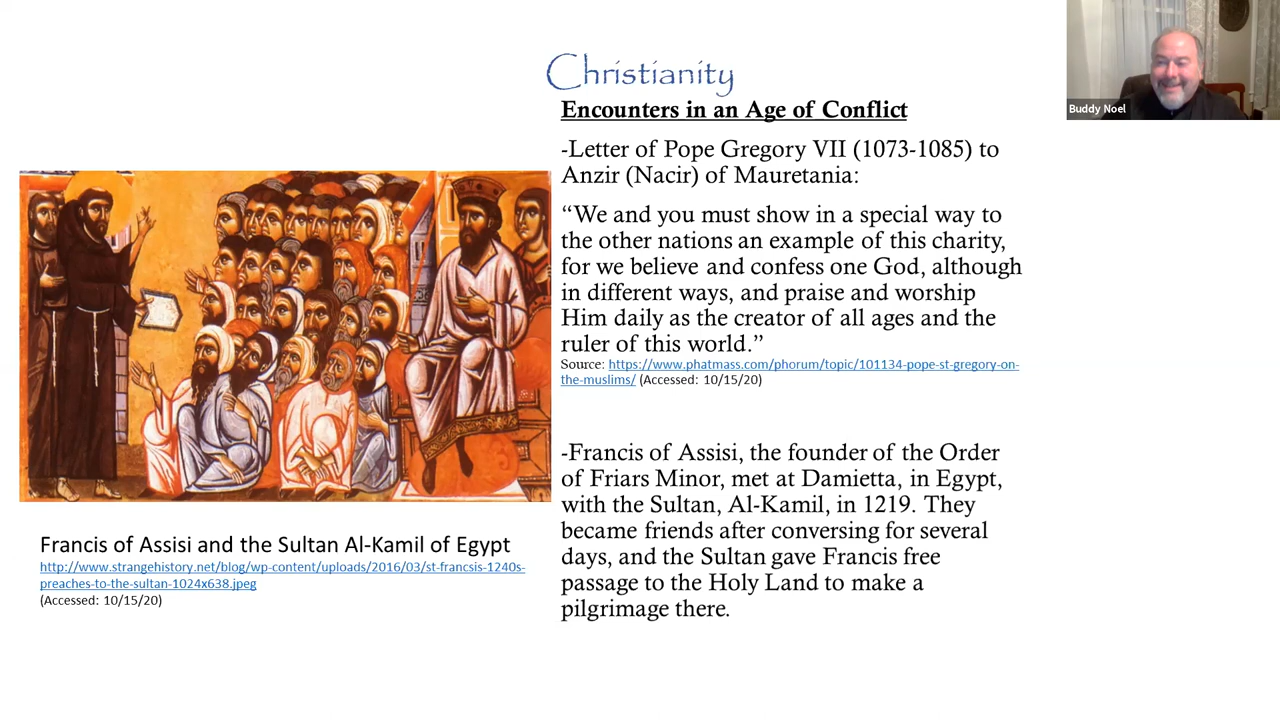 Christianity
Encounters in an Age of Conflict
-Letter of Pope Gregory VII (1073-1085) to
Anzir (Nacir) of Mauretania:
“We and you must show in a special way to
the other nations an example of this charity,
for we believe and confess one God, although
in different ways, and praise and worship
Him daily as the creator of all ages and the
ruler of this world.”
Source: https://www.phatmass.com/phorum/topic/101134-pope-st-gregory-on-
the-muslims/ (Accessed: 10/15/20)
-Francis of Assisi, the founder of the Order
of Friars Minor, met at Damietta, in Egypt,
with the Sultan, Al-Kamil, in 1219. They
became friends after conversing for several
days, and the Sultan gave Francis free
passage to the Holy Land to make a
pilgrimage there.
Francis of Assisi and the Sultan Al-Kamil of Egypt
http://www.strangehistory.net/blog/wp-content/uploads/2016/03/st-francsis-1240s-
preaches-to-the-sultan-1024x638.jpeg
(Accessed: 10/15/20)
Buddy Noel